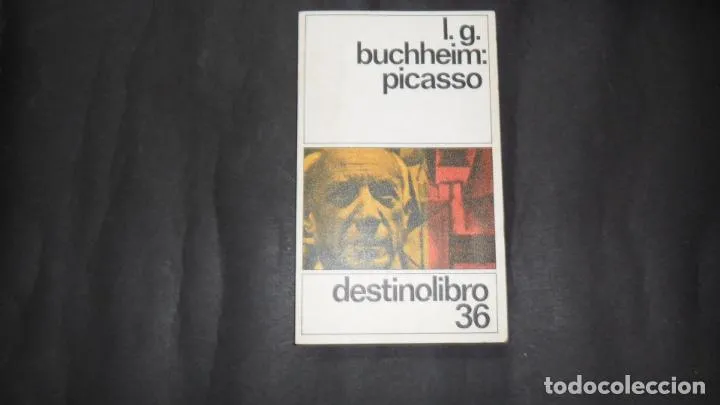 l. g.
buchheim:
picasso
destinolibro
36
todocoleccion